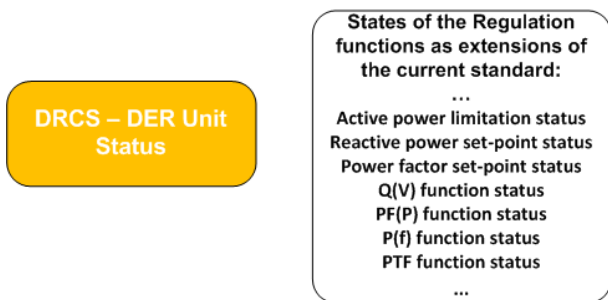 DRCS – DER Unit
Status
States of the Regulation
functions as extensions of
the current standard:
...
Active power limitation status
Reactive power set-point status
Power factor set-point status
Q(V) function status
PF(P) function status
P(f) function status
PTF function status
...